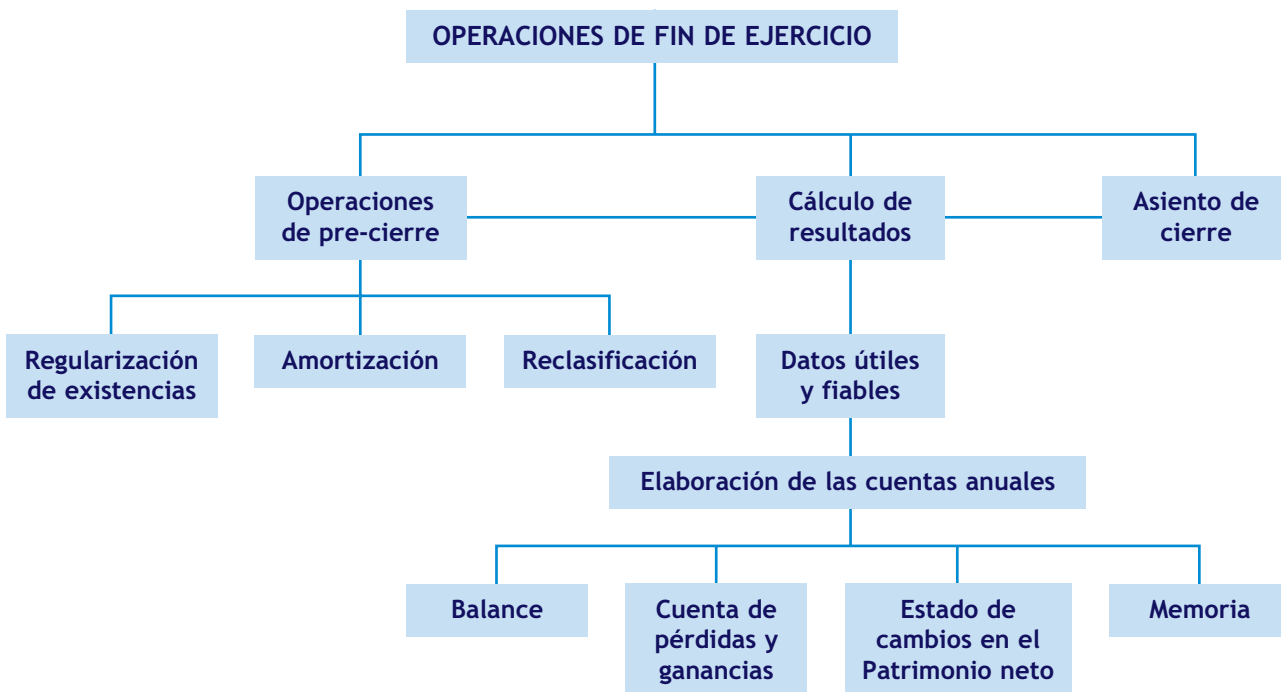 OPERACIONES DE FIN DE EJERCICIO
Operaciones
de pre-cierre
Cálculo de
resultados
Asiento de
cierre
Regularización
de existencias
Amortización
Reclasificación
Datos útiles
y fiables
Elaboración de las cuentas anuales
Balance
Cuenta de
pérdidas y
ganancias
Estado de
cambios en el
Patrimonio neto
Memoria